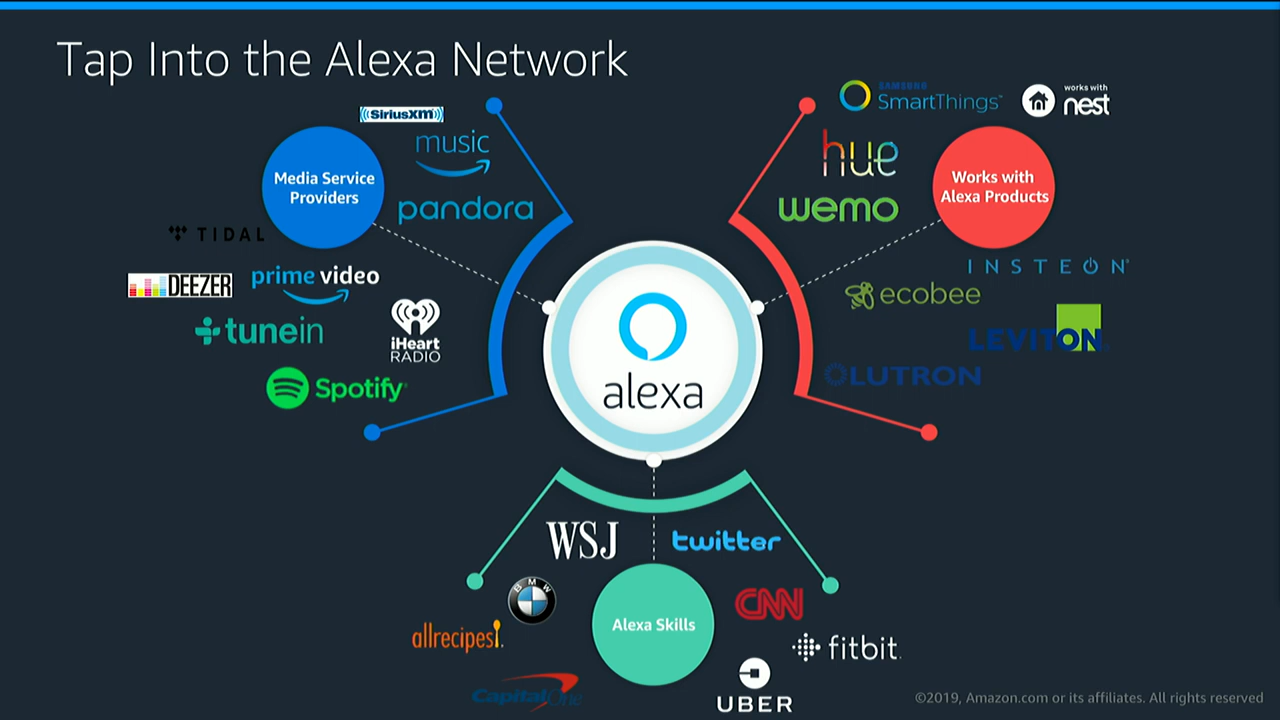 Tap Into the Alexa Network
SiriusXM
music
pandora
Media Service
Providers
TIDAL
DEEZER
prime video
tunein
iHeart
RADIO
Spotify
SAMSUNG
SmartThings™
works with
nest
hue
wemo
Works with
Alexa Products
INSTEON
ecobee
LEVITON
LUTRON
alexa
WSJ
twitter
BMW
allrecipes
Alexa Skills
CNN
fitbit
Capital One
UBER
©2019, Amazon.com or its affiliates. All rights reserved